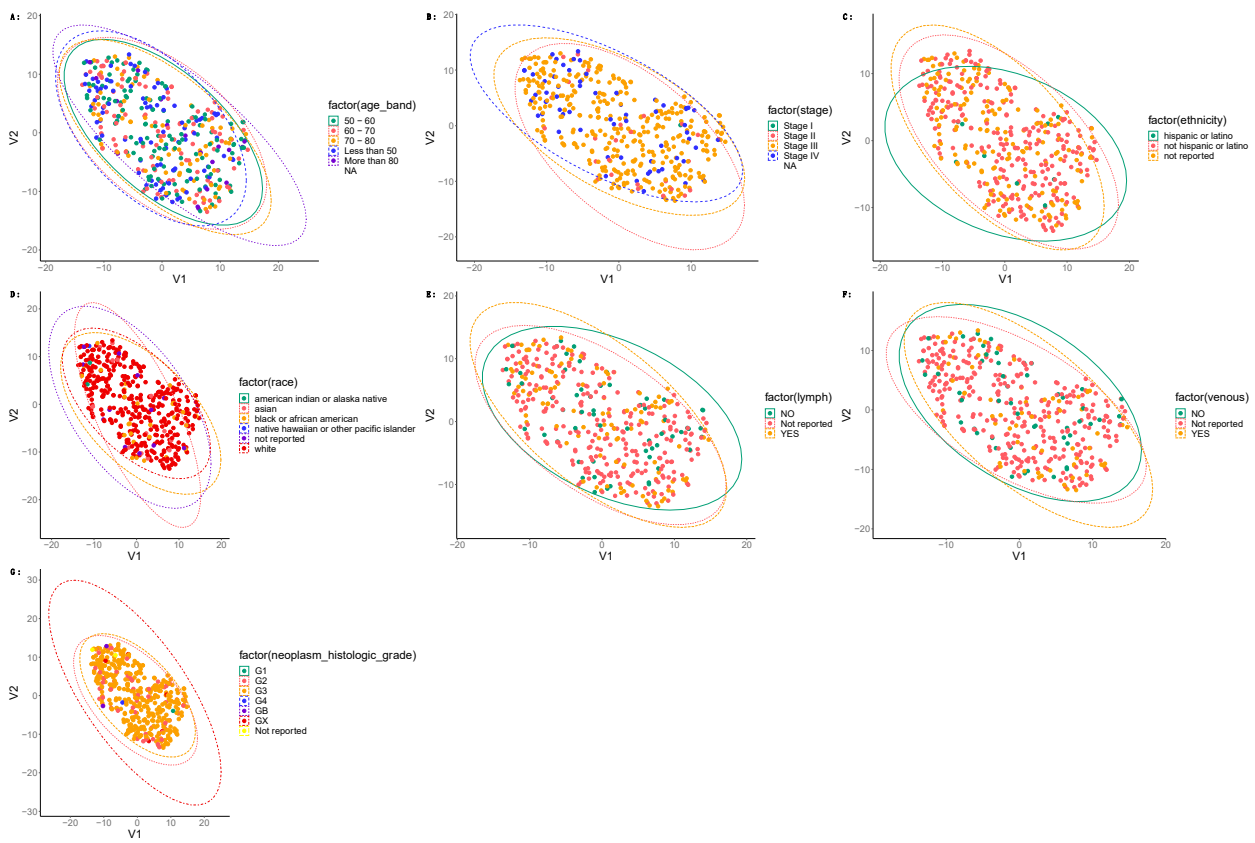 A:
20
10
0
−10
−20
V2
−20
−10
0
10
20
V1
factor(age_band)
50 − 60
60 − 70
70 − 80
Less than 50
More than 80
NA
B:
20
10
0
−10
−20
V2
−20
−10
0
10
V1
factor(stage)
Stage I
Stage II
Stage III
Stage IV
NA
C:
10
0
−10
V2
−20
−10
0
10
20
V1
factor(ethnicity)
hispanic or latino
not hispanic or latino
not reported
D:
20
10
0
−10
−20
V2
−20
−10
0
10
20
V1
factor(race)
american indian or alaska native
asian
black or african american
native hawaiian or other pacific islander
not reported
white
E:
20
10
0
−10
V2
−20
−10
0
10
20
V1
factor(lymph)
NO
Not reported
YES
F:
10
0
−10
−20
V2
−20
−10
0
10
20
V1
factor(venous)
NO
Not reported
YES
G:
30
20
10
0
−10
−20
−30
V2
−20
−10
0
10
20
V1
factor(neoplasm_histologic_grade)
G1
G2
G3
G4
GB
GX
Not reported